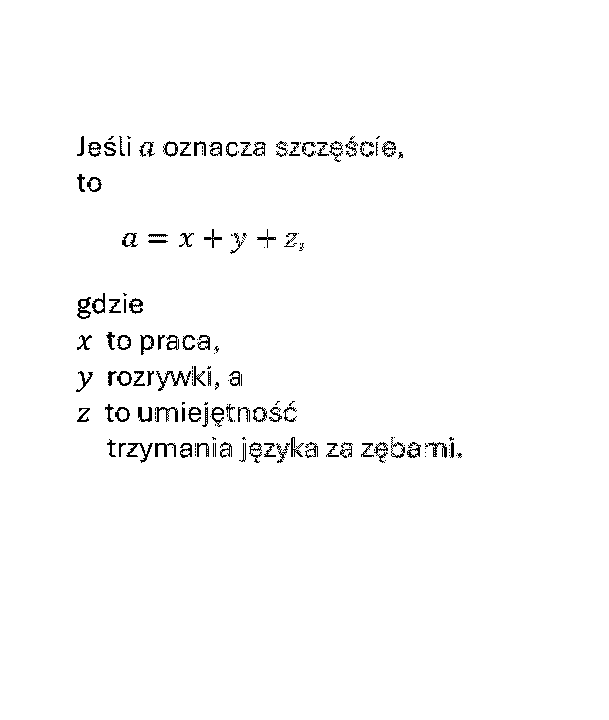 Jeśli a oznacza szczęście,
to
a = x + y + z,
gdzie
x to praca,
y rozrywki, a
z to umiejętność
trzymania języka za zębami.